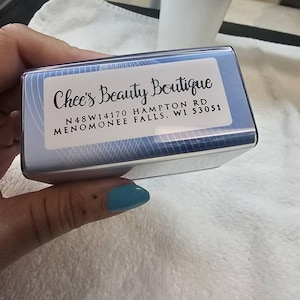 Chee's Beauty Boutique
N48W14170 HAMPTON RD
MENOMONEE FALLS, WI 53051